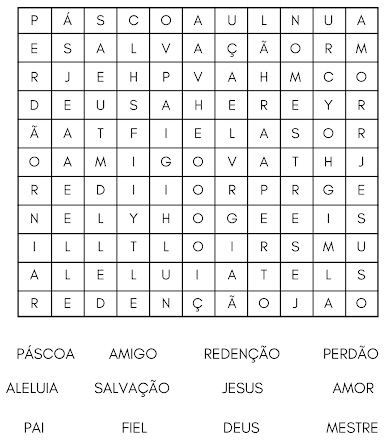 P Á S C O A U L N U A
E S A L V A Ç Ã O R M
R J E H P V A H M C O
D E U S A H E R E Y R
Ã A T F I E L A S O R
O A M I G O V A T H J
R E D I I O R P R G E
N E L Y H O G E E I S
I L L T L O I R S M U
A L E L U I A T E L S
R E D E N Ç Ã O J A O
PÁSCOA AMIGO REDENÇÃO PERDÃO
ALELUIA SALVAÇÃO JESUS AMOR
PAI FIEL DEUS MESTRE